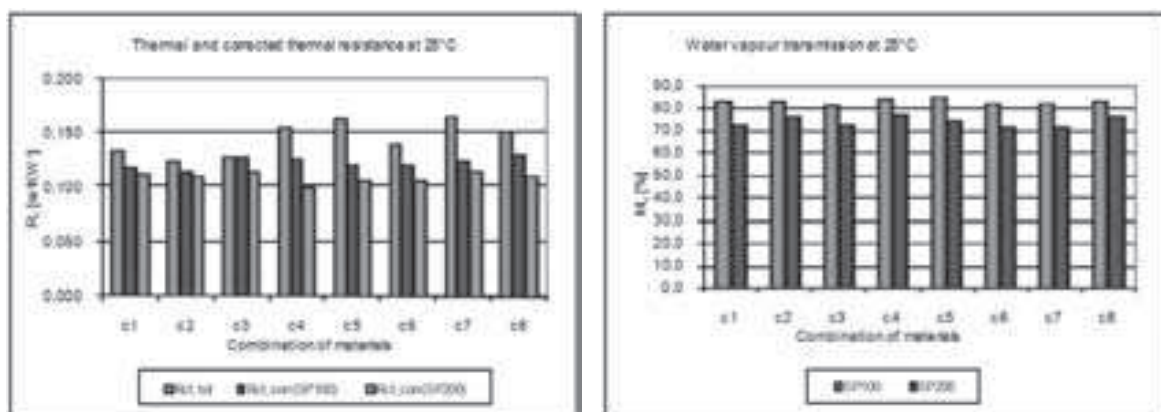 Thermal and corrected thermal resistance at 25°C
0.200
0.150
0.100
0.050
0.000
c1 c2 c3 c4 c5 c6 c7 c8
Combination of materials
Water vapour transmission at 25°C
90,0
80,0
70,0
60,0
50,0
40,0
30,0
20,0
10,0
0,0
[%]
c1 c2 c3 c4 c5 c6 c7 c8
Combination of materials
SP100 SP200